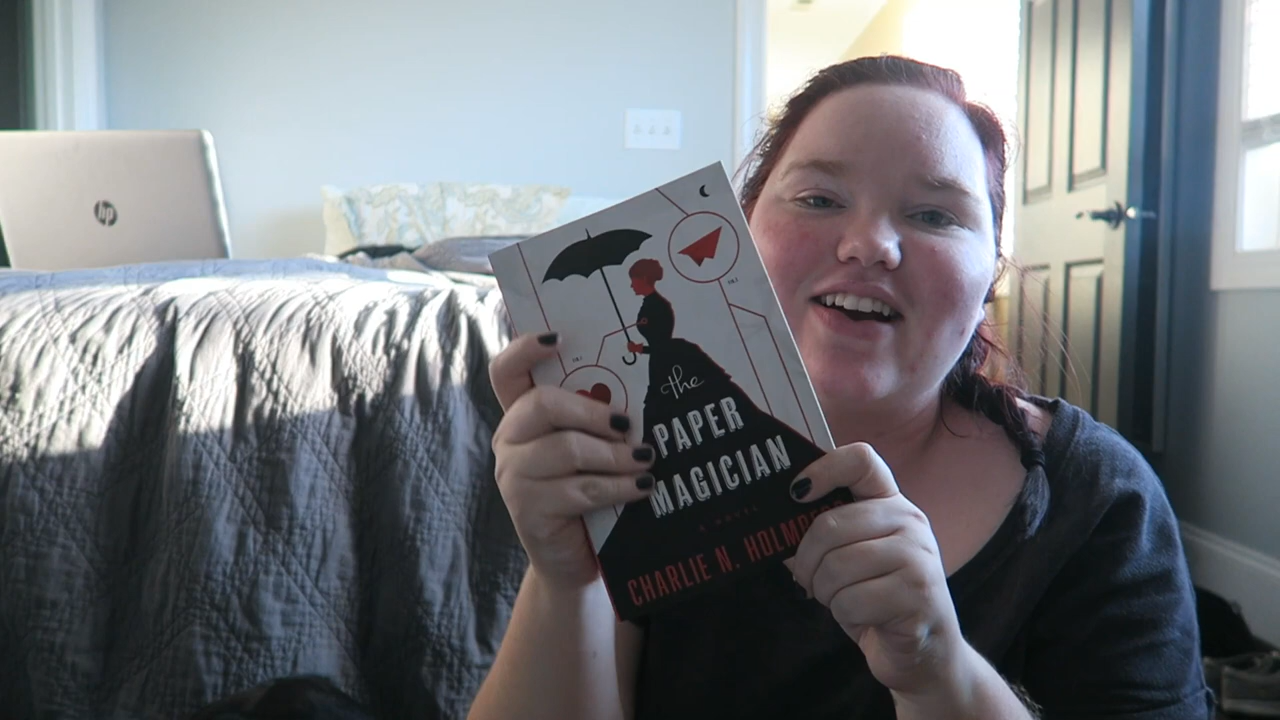 hp
the
PAPER
MAGICIAN
A NOVEL
CHARLIE N. HOLMBERG